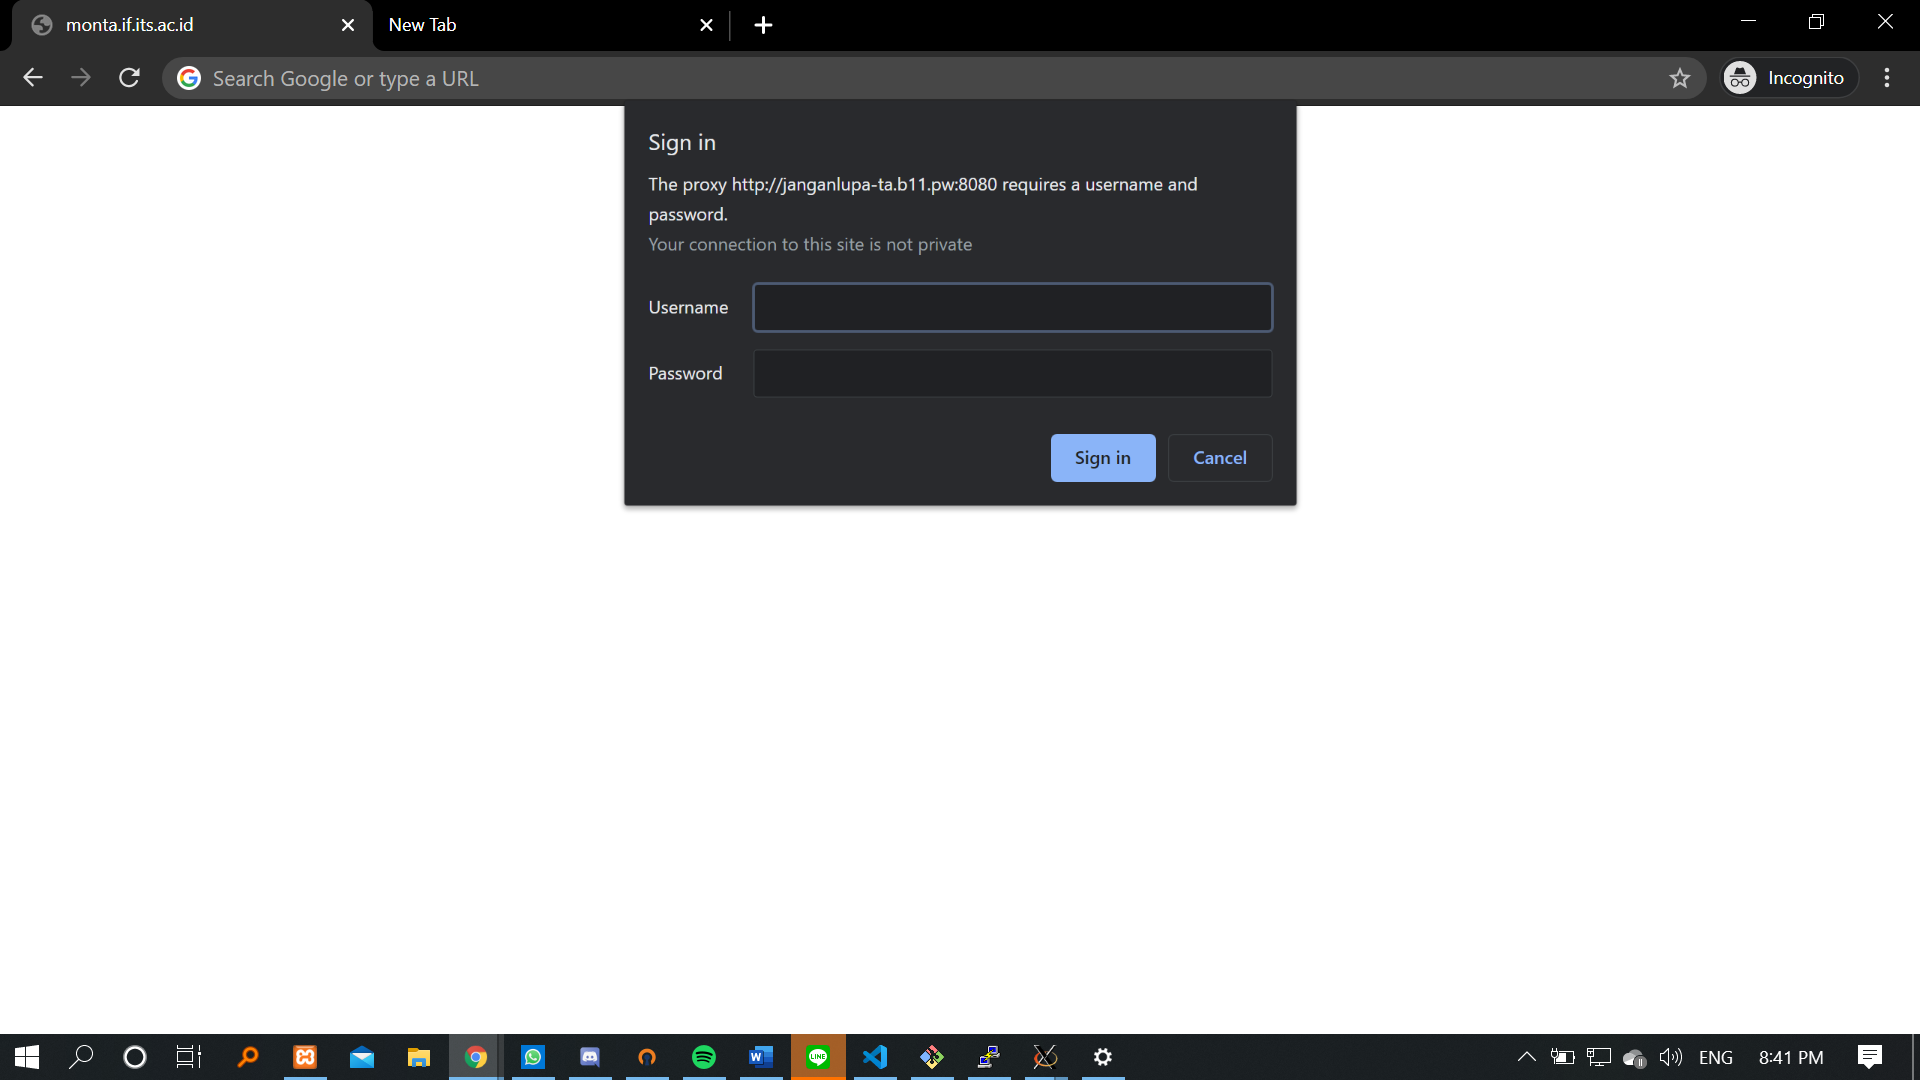 monta.if.its.ac.id
New Tab
Search Google or type a URL
Incognito
Sign in
The proxy http://janganlupa-ta.b11.pw:8080 requires a username and
password.
Your connection to this site is not private
Username
Password
Sign in
Cancel
LINE
ENG
8:41 PM